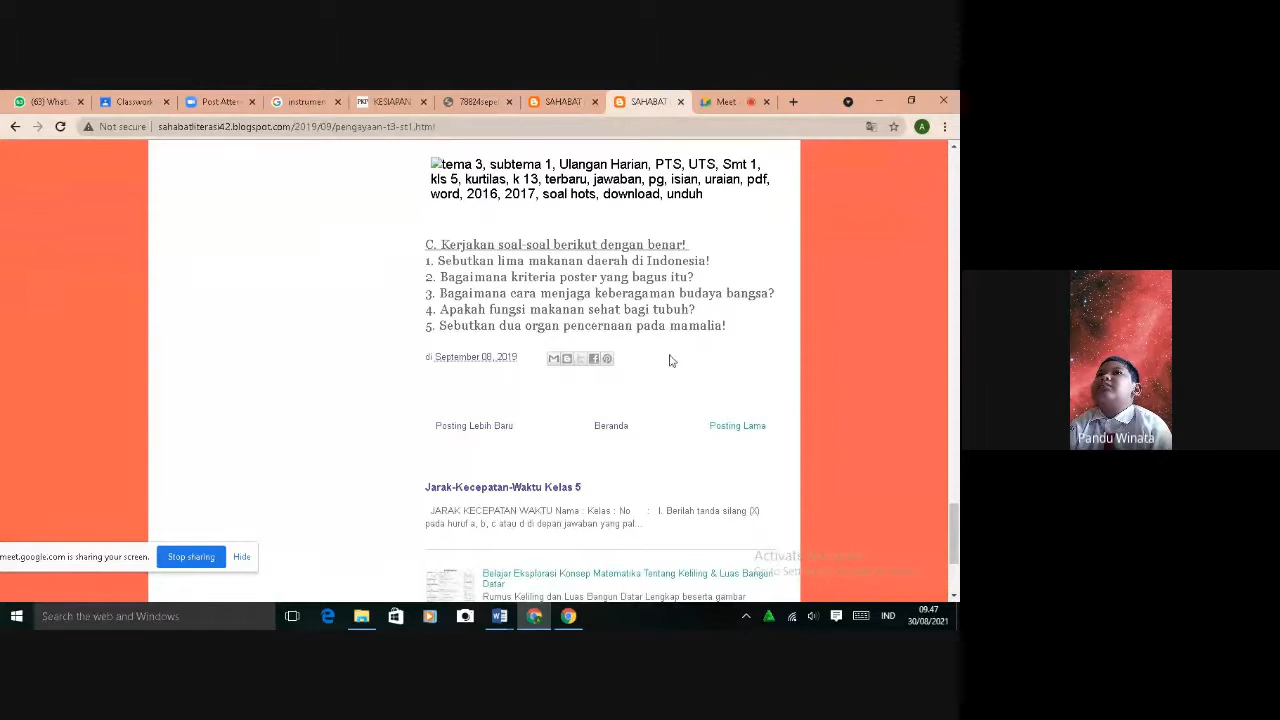 (63) What:
Classwork
Post Atter
instrumen
KESIAPAN
78824sepe
SAHABAT
SAHABAT
Meet
Not secure
sahabatliterasi42.blogspot.com/2019/09/pengayaan-t3-st1.html
A
tema 3, subtema 1, Ulangan Harian, PTS, UTS, Smt 1,
kls 5, kurtilas, k 13, terbaru, jawaban, pg, isian, uraian, pdf,
word, 2016, 2017, soal hots, download, unduh
C. Kerjakan soal-soal berikut dengan benar!
1. Sebutkan lima makanan daerah di Indonesia!
2. Bagaimana kriteria poster yang bagus itu?
3. Bagaimana cara menjaga keberagaman budaya bangsa?
4. Apakah fungsi makanan sehat bagi tubuh?
5. Sebutkan dua organ pencernaan pada mamalia!
di September 08, 2019
Posting Lebih Baru Beranda Posting Lama
Jarak-Kecepatan-Waktu Kelas 5
JARAK KECEPATAN WAKTU Nama : Kelas : No : I. Berilah tanda silang (X)
pada huruf a, b, c atau d di depan jawaban yang pal...
Belajar Eksplorasi Konsep Matematika Tentang Keliling & Luas Bangun
Datar
Rumus Keliling dan Luas Bangun Datar Lengkap beserta gambar
meet.google.com is sharing your screen.
Stop sharing
Hide
Pandu Winata
Search the web and Windows
IND
09.47
30/08/2021